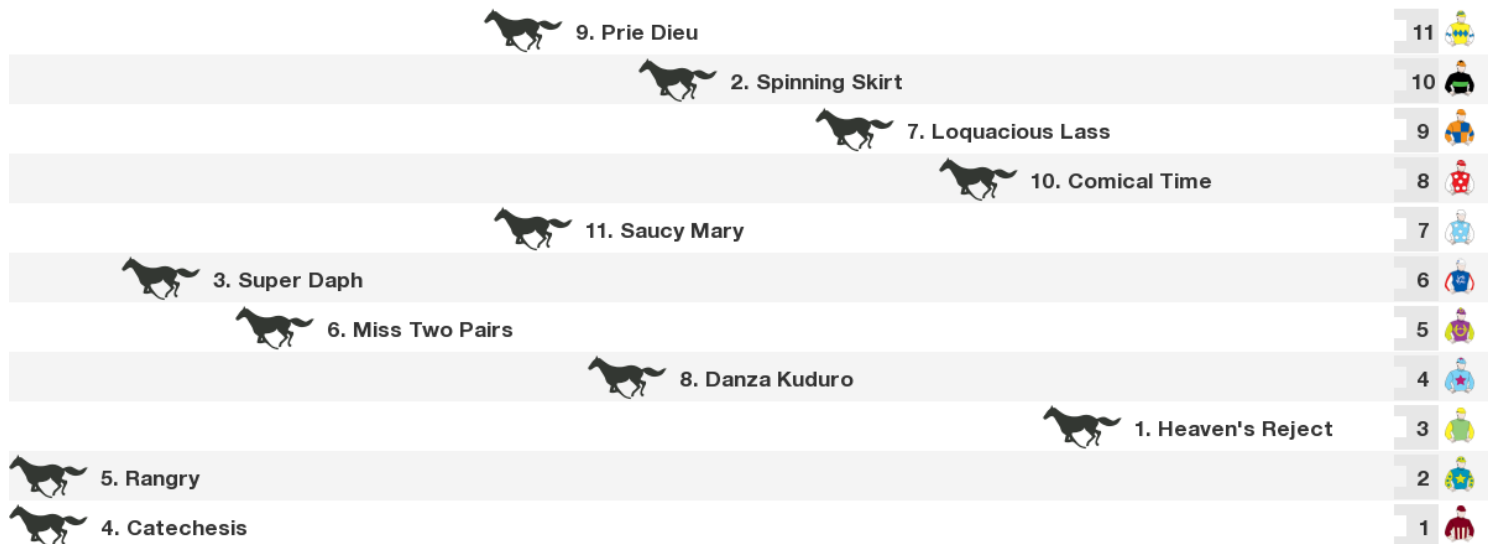 9. Prie Dieu 11
2. Spinning Skirt 10
7. Loquacious Lass 9
10. Comical Time 8
11. Saucy Mary 7
3. Super Daph 6
6. Miss Two Pairs 5
8. Danza Kuduro 4
1. Heaven's Reject 3
5. Rangry 2
4. Catechesis 1